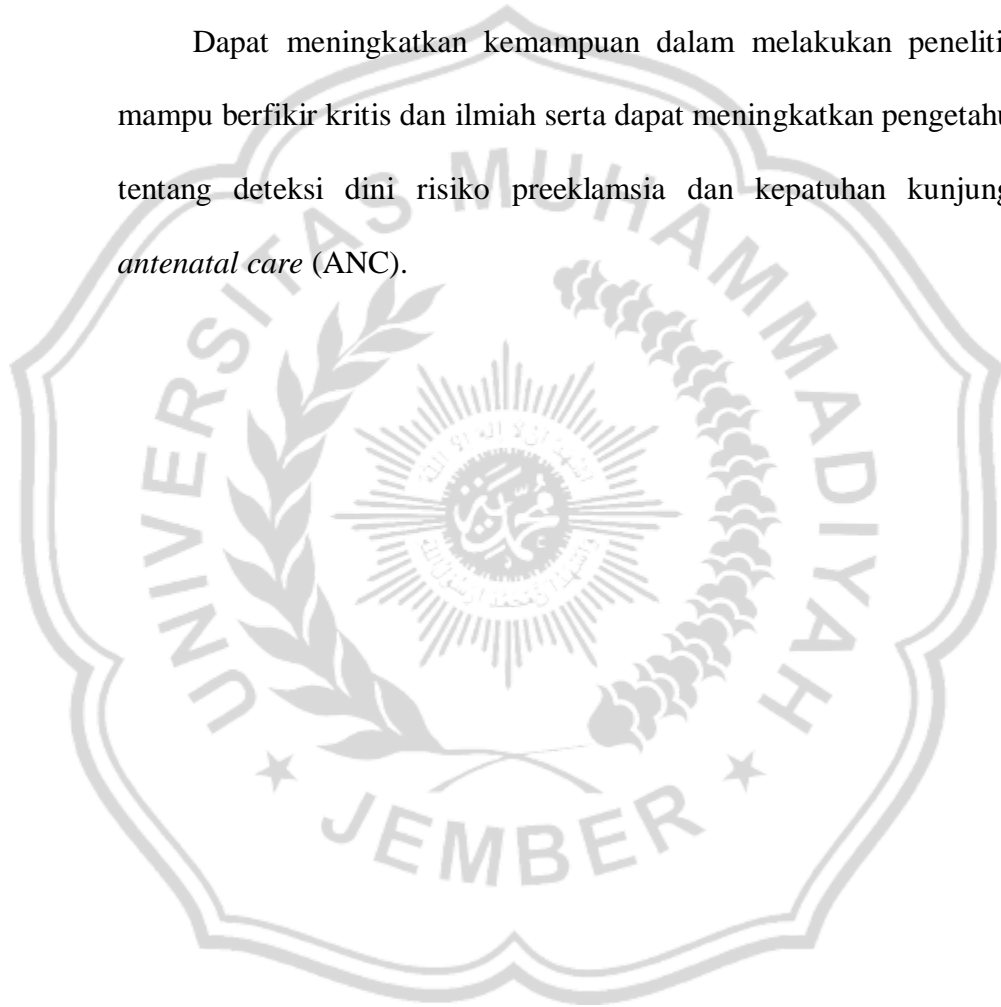 Dapat meningkatkan kemampuan dalam melakukan peneliti
mampu berfikir kritis dan ilmiah serta dapat meningkatkan pengetahu
tentang deteksi dini risiko preeklamsia dan kepatuhan kunjung
antenatal care (ANC).
UNIVERSITAS MUHAMMADIYAH
JEMBER